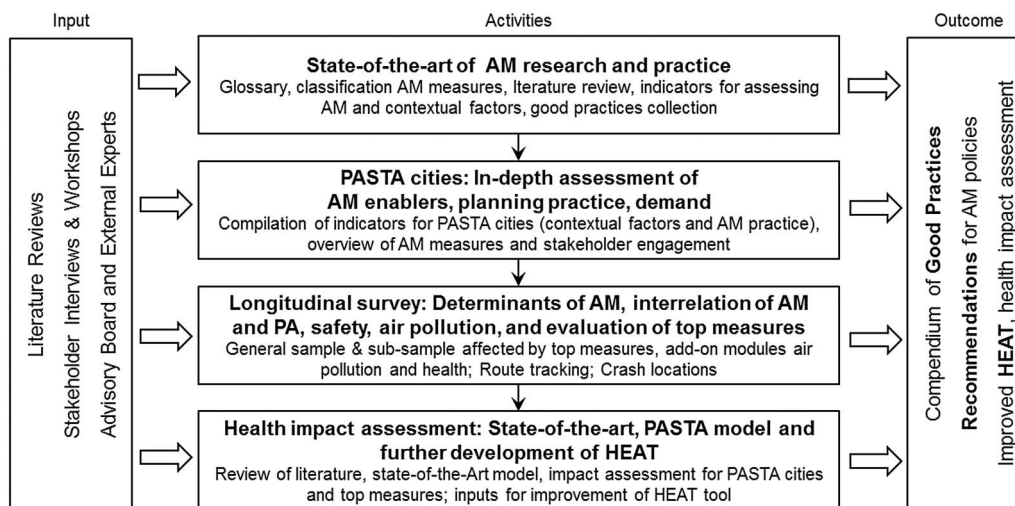 Input
Activities
Outcome
Literature Reviews
Stakeholder Interviews & Workshops
Advisory Board and External Experts
State-of-the-art of AM research and practice
Glossary, classification AM measures, literature review, indicators for assessing
AM and contextual factors, good practices collection
PASTA cities: In-depth assessment of
AM enablers, planning practice, demand
Compilation of indicators for PASTA cities (contextual factors and AM practice),
overview of AM measures and stakeholder engagement
Longitudinal survey: Determinants of AM, interrelation of AM
and PA, safety, air pollution, and evaluation of top measures
General sample & sub-sample affected by top measures, add-on modules air
pollution and health; Route tracking; Crash locations
Health impact assessment: State-of-the-art, PASTA model and
further development of HEAT
Review of literature, state-of-the-Art model, impact assessment for PASTA cities
and top measures; inputs for improvement of HEAT tool
Compendium of Good Practices
Recommendations for AM policies
Improved HEAT, health impact assessment